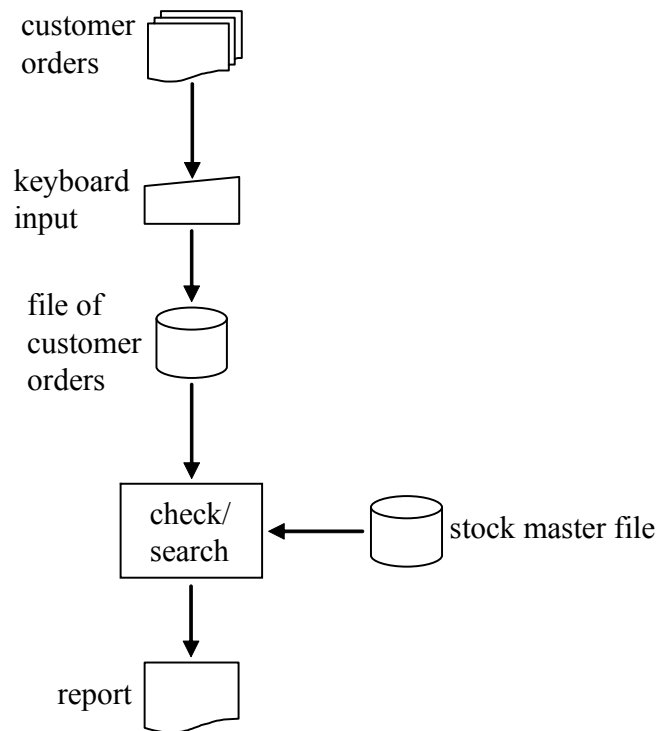 customer
orders
keyboard
input
file of
customer
orders
check/
search
stock master file
report